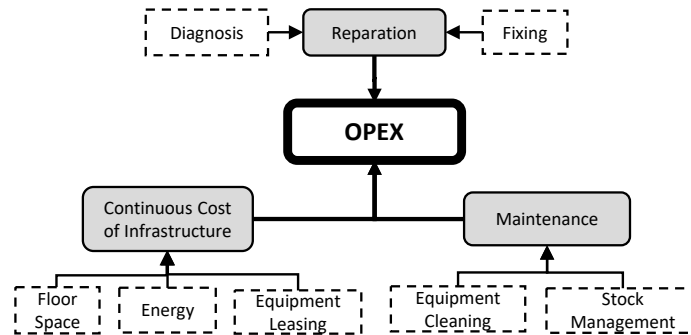 Diagnosis
Reparation
Fixing
OPEX
Continuous Cost
of Infrastructure
Maintenance
Floor
Space
Energy
Equipment
Leasing
Equipment
Cleaning
Stock
Management